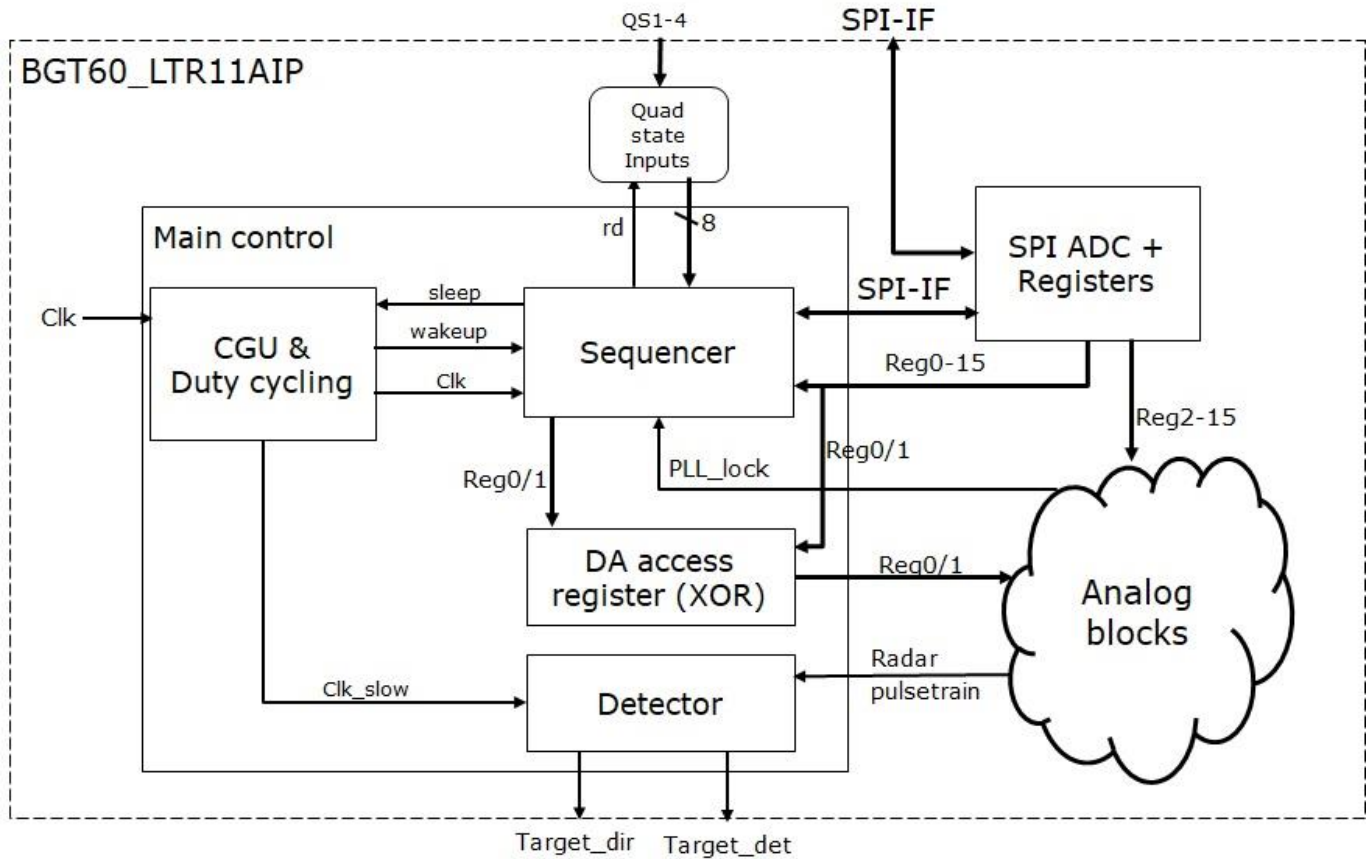 QS1-4
SPI-IF
BGT60_LTR11AIP
Quad
state
Inputs
rd
8
Main control
SPI ADC +
Registers
Clk
sleep
wakeup
Clk
CGU &
Duty cycling
Sequencer
SPI-IF
Reg0-15
Reg2-15
Reg0/1
PLL_lock
Reg0/1
DA access
register (XOR)
Reg0/1
Analog
blocks
Radar
pulsetrain
Clk_slow
Detector
Target_dir
Target_det